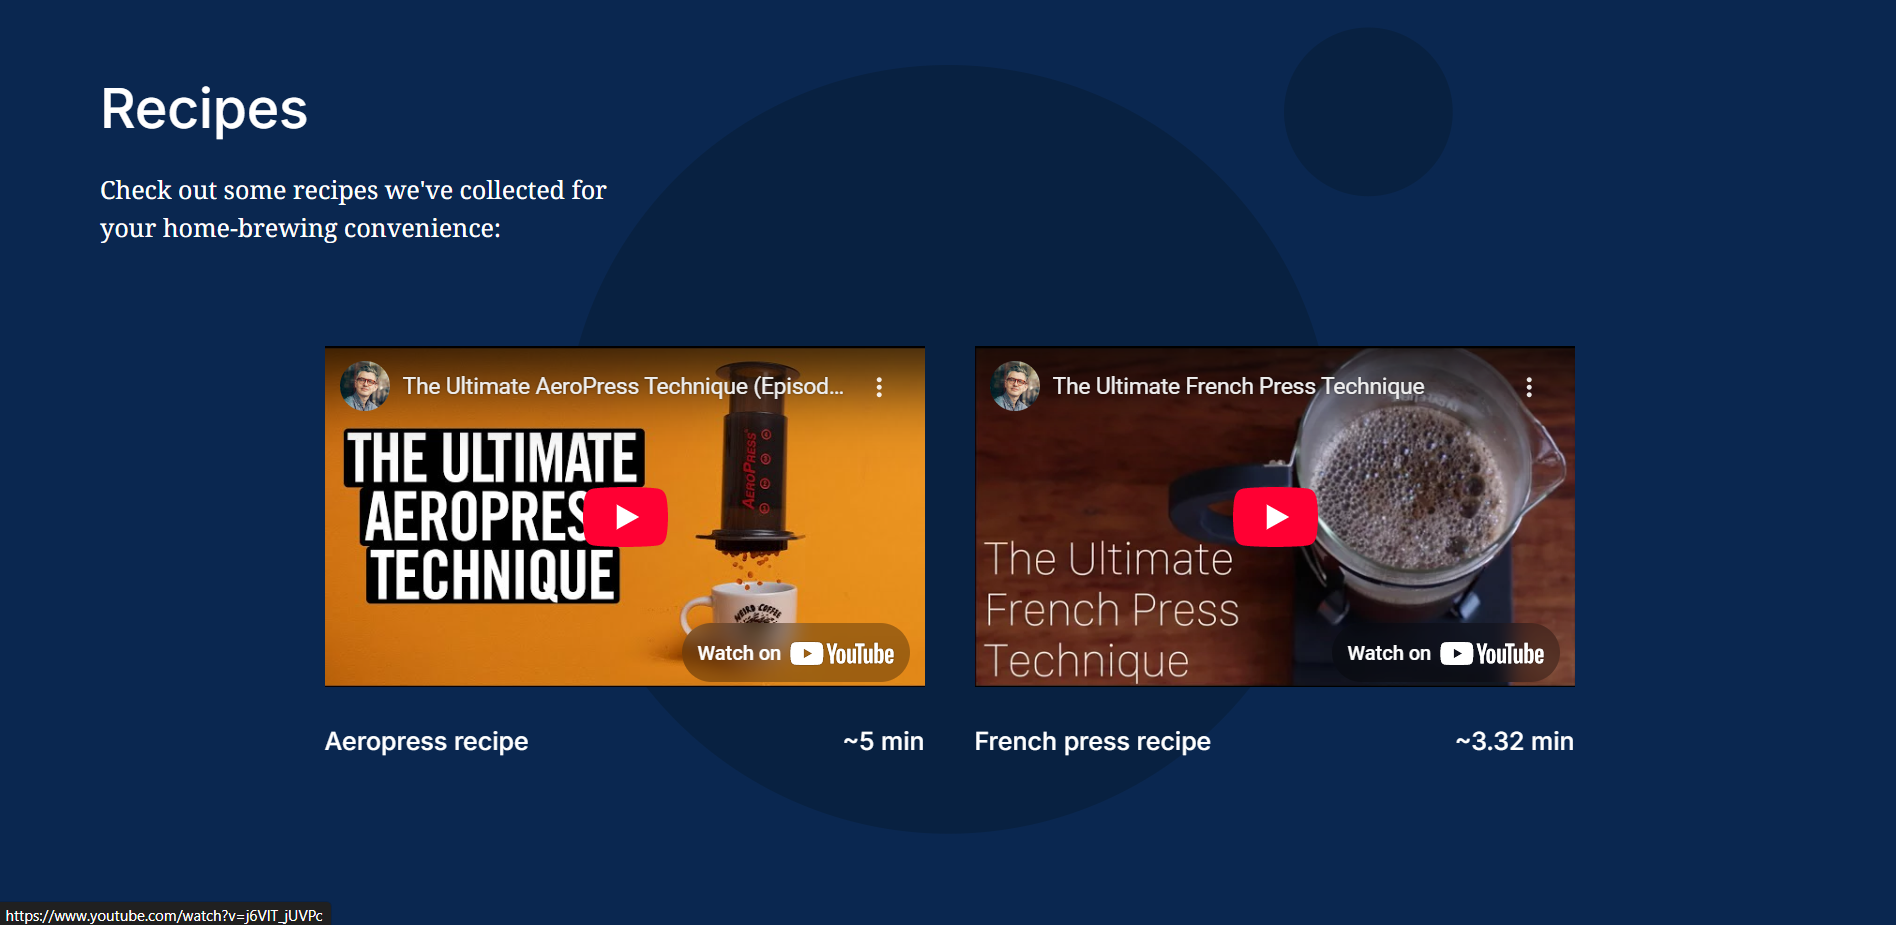 Recipes
Check out some recipes we've collected for
your home-brewing convenience:
The Ultimate AeroPress Technique (Episod...
THE ULTIMATE
AEROPRESS
TECHNIQUE
AEROPRESS
Watch on YouTube
The Ultimate French Press Technique
The Ultimate
French Press
Technique
Watch on YouTube
Aeropress recipe ~5 min
French press recipe ~3.32 min
https://www.youtube.com/watch?v=j6VlT_jUVPc